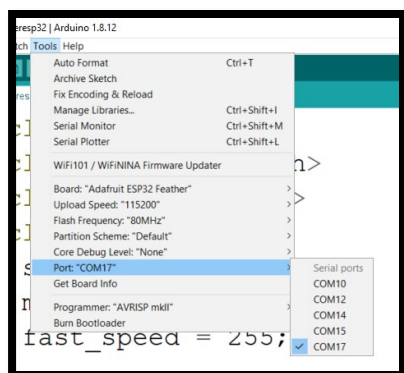 eresp32 | Arduino 1.8.12
tch Tools Help
Auto Format Ctrl+T
Archive Sketch
Fix Encoding & Reload
Manage Libraries... Ctrl+Shift+I
Serial Monitor Ctrl+Shift+M
Serial Plotter Ctrl+Shift+L
WiFi101 / WiFiNINA Firmware Updater
Board: "Adafruit ESP32 Feather"
Upload Speed: "115200"
Flash Frequency: "80MHz"
Partition Scheme: "Default"
Core Debug Level: "None"
Port: "COM17"
Get Board Info
Programmer: "AVRISP mkII"
Burn Bootloader
Serial ports
COM10
COM12
COM14
COM15
COM17
fast_speed = 255;